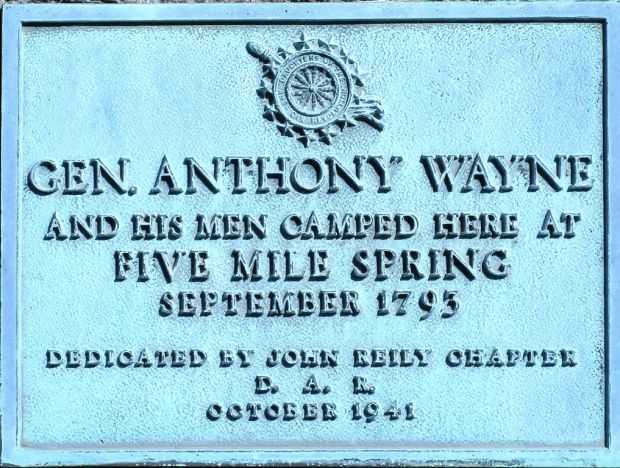 GEN. ANTHONY WAYNE
AND HIS MEN CAMPED HERE AT
FIVE MILE SPRING
SEPTEMBER 1793
DEDICATED BY JOHN REILY CHAPTER
D. A. R.
OCTOBER 1941